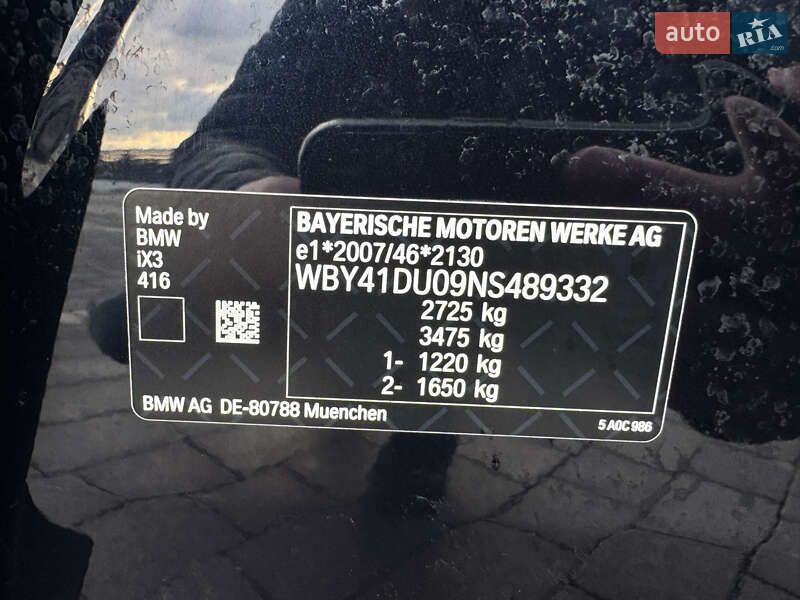 auto RIA .com
Made by
BMW
iX3
416
BAYERISCHE MOTOREN WERKE AG
e1*2007/46*2130
WBY41DU09NS489332
2725 kg
3475 kg
1- 1220 kg
2- 1650 kg
BMW AG DE-80788 Muenchen
5 A0C 986